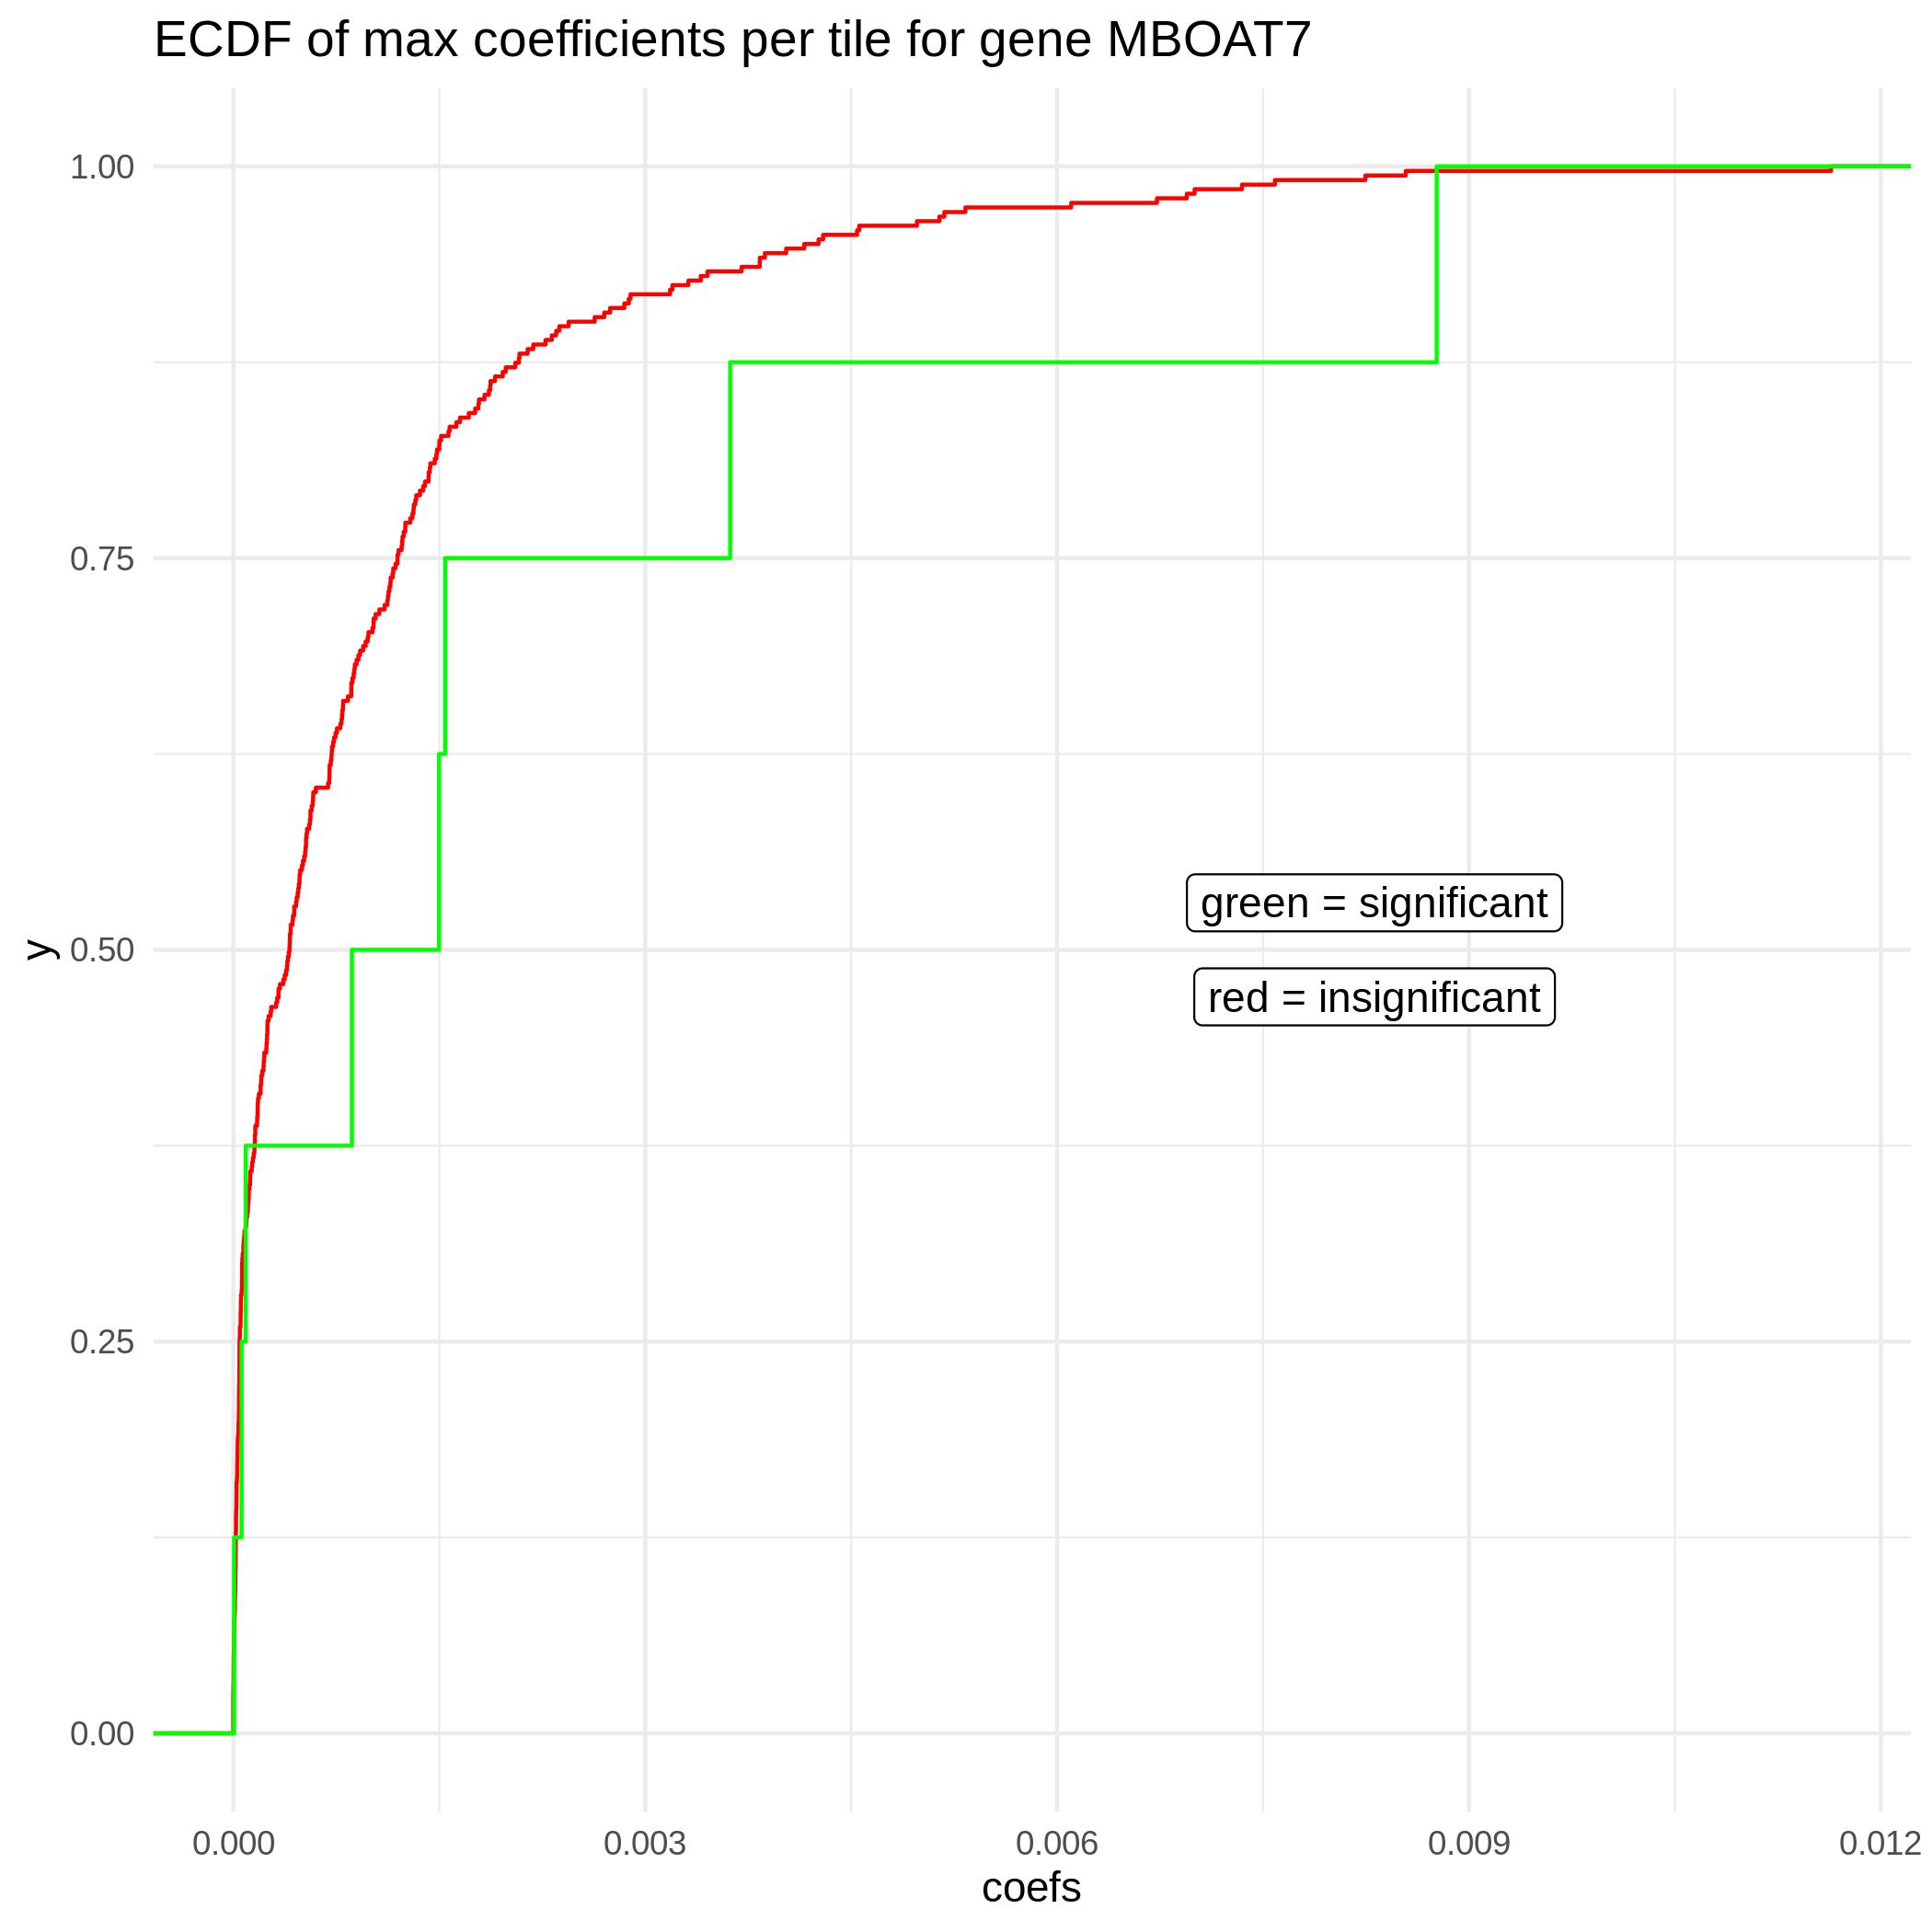 ECDF of max coefficients per tile for gene MBOAT7
1.00
0.75
0.50
0.25
0.00
y
green = significant
red = insignificant
0.000
0.003
0.006
0.009
0.012
coefs